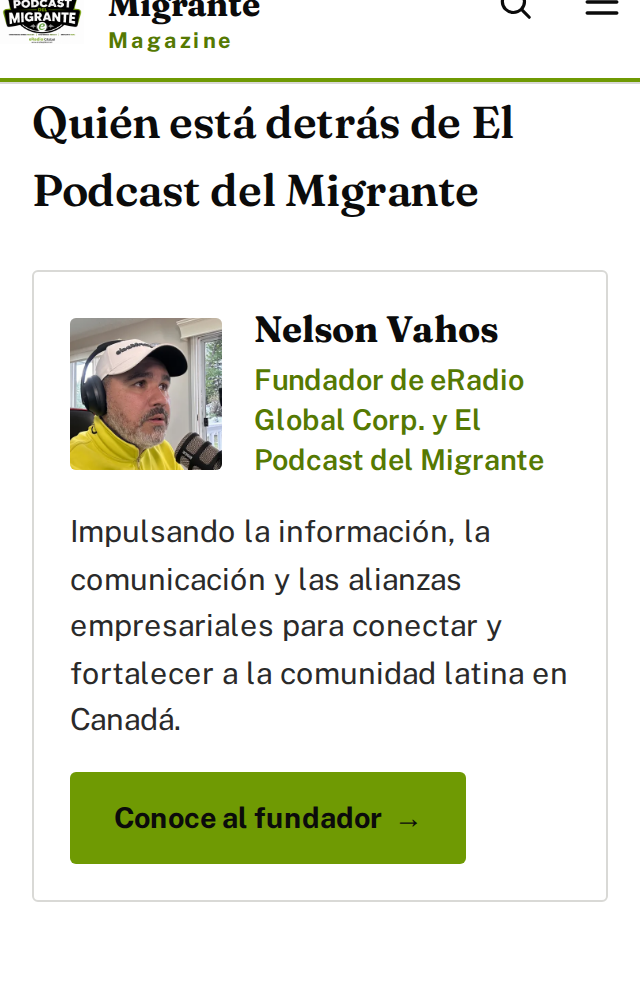 PODCAST
DEL
MIGRANTE
Migrante
Magazine
Quién está detrás de El
Podcast del Migrante
Nelson Vahos
Fundador de eRadio
Global Corp. y El
Podcast del Migrante
Impulsando la información, la
comunicación y las alianzas
empresariales para conectar y
fortalecer a la comunidad latina en
Canadá.
Conoce al fundador →